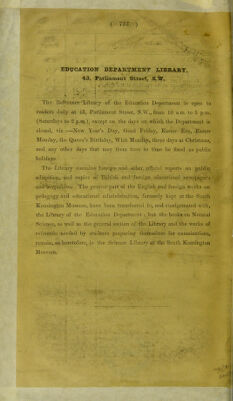 EDUCATION DEPARTMENT LIBRARY,
43, Parliament Street, S.W.
The Reference Library of the Education Department is open to
readers daily at 43, Parliament Street, S.W., from 10 a.m. to 5 p.m.
(Saturdays to 2 p.m.), except on the days on which the Department is
closed, viz.:—New Year's Day, Good Friday, Easter Eve, Easter
Monday, the Queen's Birthday, Whit Monday, three days at Christmas,
and any other days that may from time to time be fixed as public
holidays.
The Library contains foreign and other official reports on public
education, and copies of British and foreign educational newspapers
and magazines. The greater part of the English and foreign works on
pedagogy and educational administration, formerly kept at the South
Kensington Museum, have been transferred to, and amalgamated with,
the Library of the Education Department; but the books on Natural
Science, as well as the general section of the Library and the works of
reference needed by students preparing themselves for examinations,
remain, as heretofore, in the Science Library of the South Kensington
Museum.